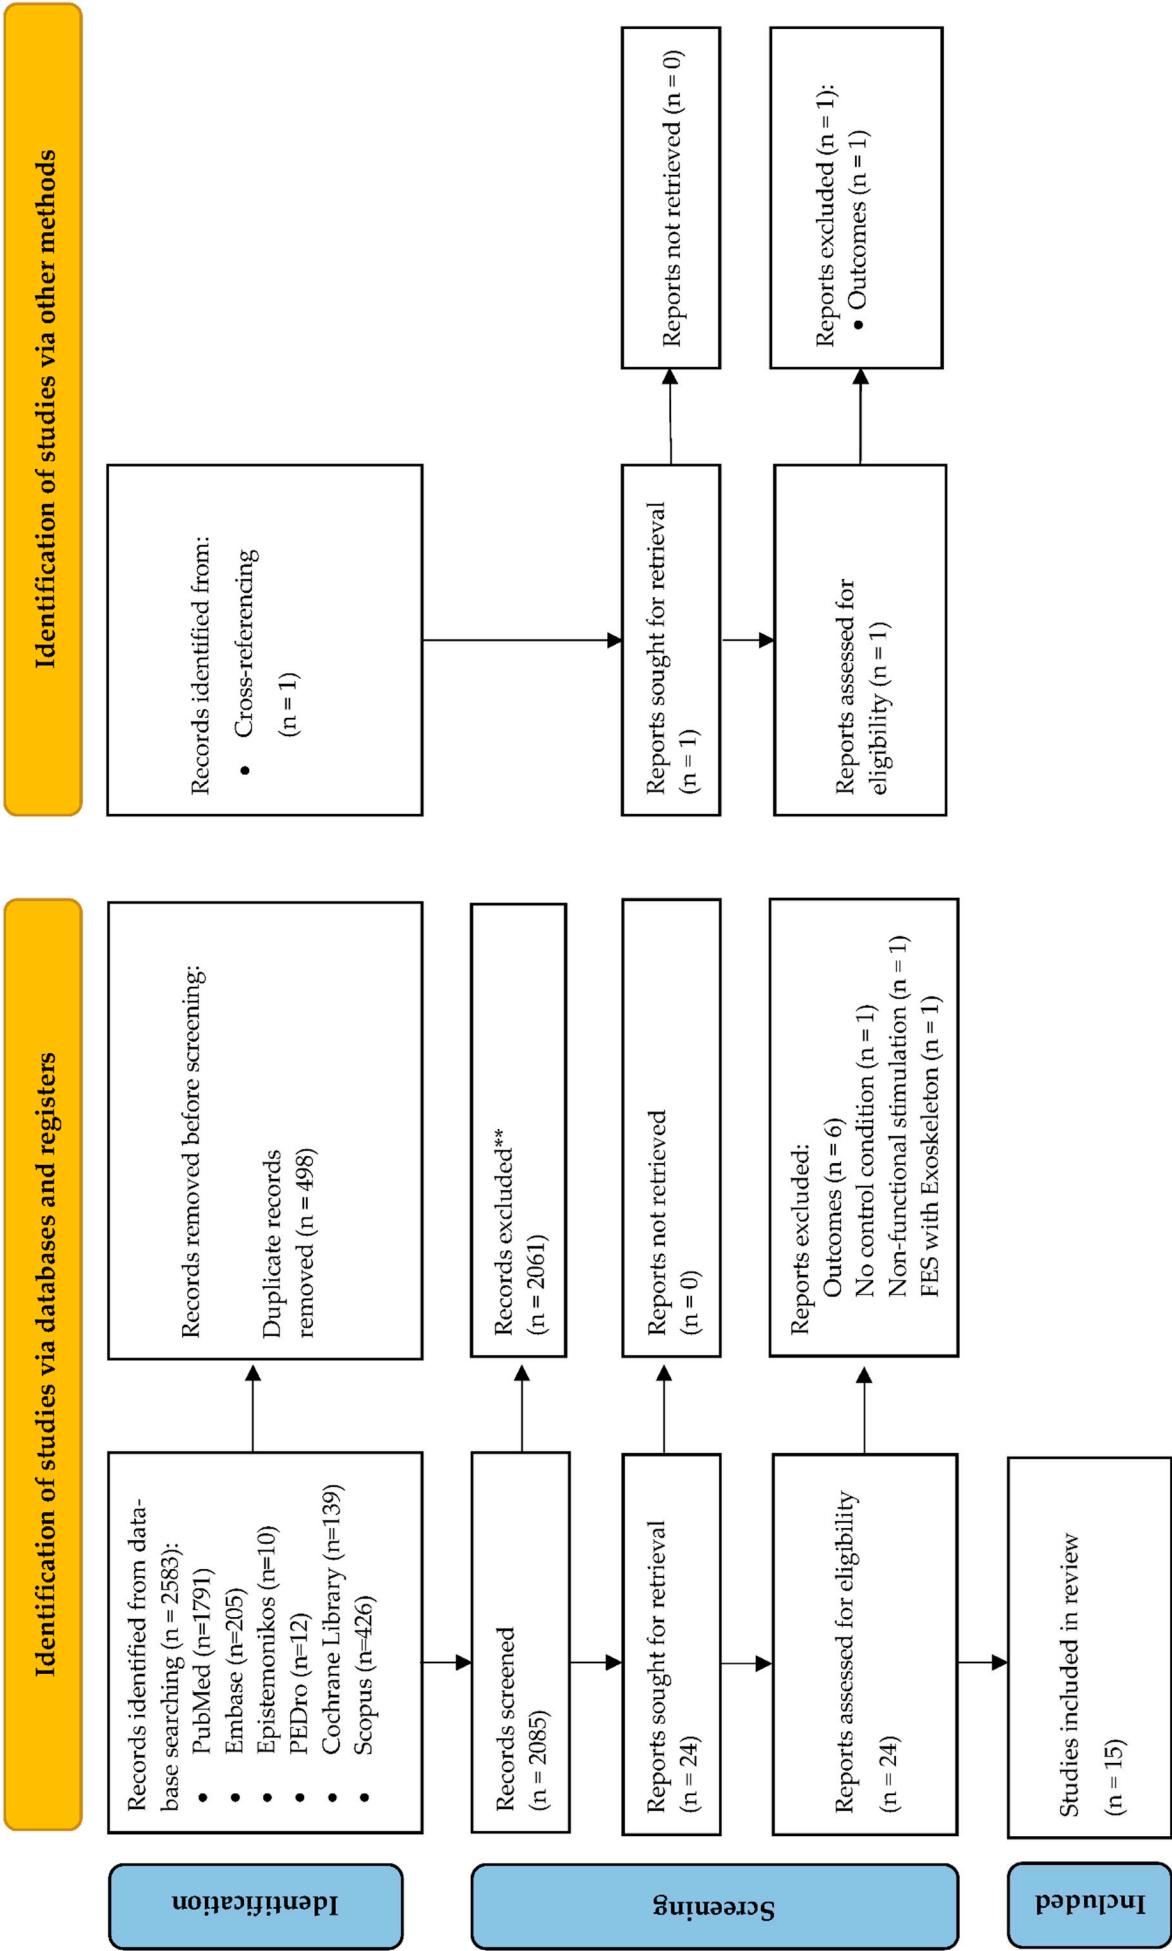 Identification of studies via databases and registers
Identification of studies via other methods
Identification
Records identified from data-
base searching (n = 2583):
• PubMed (n=1791)
• Embase (n=205)
• Epistemonikos (n=10)
• PEDro (n=12)
• Cochrane Library (n=139)
• Scopus (n=426)
Records removed before screening:
Duplicate records
removed (n = 498)
Records identified from:
• Cross-referencing
(n = 1)
Screening
Records screened
(n = 2085)
Records excluded**
(n = 2061)
Reports sought for retrieval
(n = 24)
Reports not retrieved
(n = 0)
Reports sought for retrieval
(n = 1)
Reports not retrieved (n = 0)
Reports assessed for eligibility
(n = 24)
Reports excluded:
Outcomes (n = 6)
No control condition (n = 1)
Non-functional stimulation (n = 1)
FES with Exoskeleton (n = 1)
Reports assessed for
eligibility (n = 1)
Reports excluded (n = 1):
• Outcomes (n = 1)
Included
Studies included in review
(n = 15)